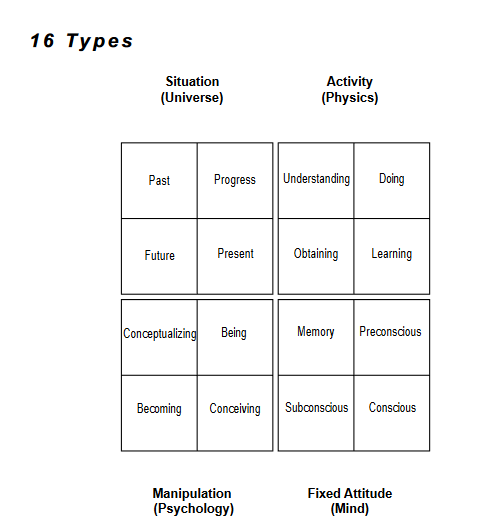 16 Types
Situation
(Universe)
Activity
(Physics)
Past Progress Understanding Doing
Future Present Obtaining Learning
Conceptualizing Being Memory Preconscious
Becoming Conceiving Subconscious Conscious
Manipulation
(Psychology)
Fixed Attitude
(Mind)